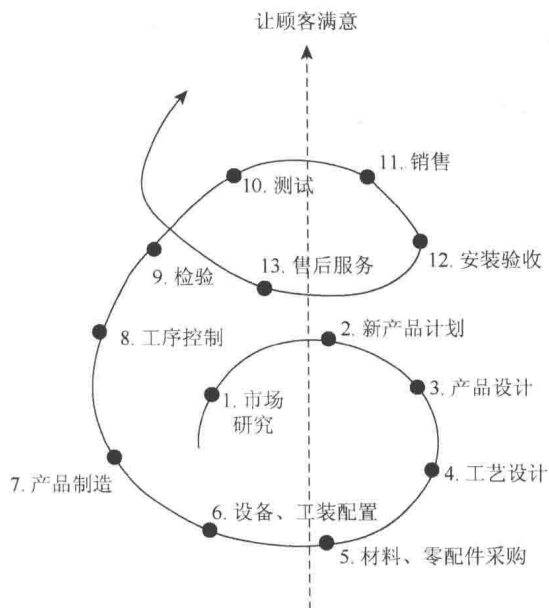 让顾客满意
11. 销售
10. 测试
12. 安装验收
13. 售后服务
9. 检验
2. 新产品计划
8. 工序控制
3. 产品设计
1. 市场
研究
4. 工艺设计
7. 产品制造
6. 设备、工装配置
5. 材料、零配件采购